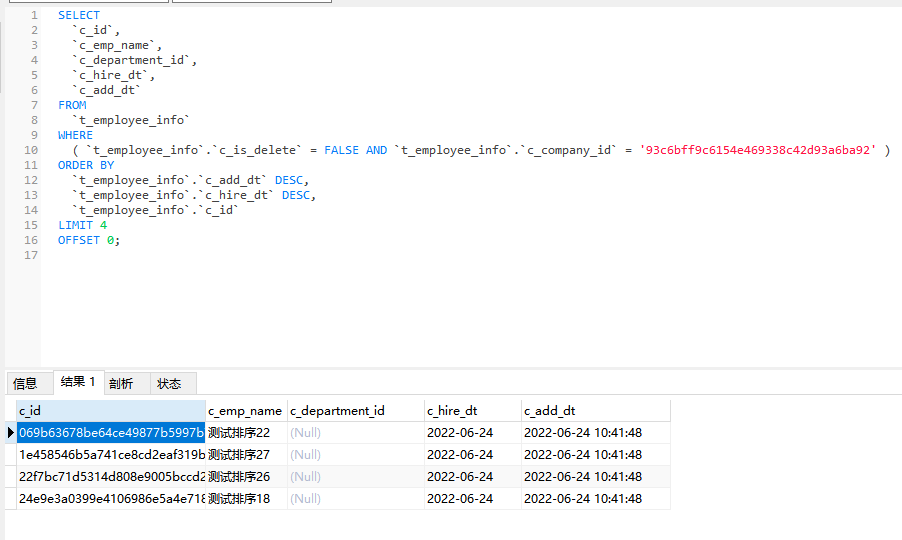 1 SELECT
2 `c_id`,
3 `c_emp_name`,
4 `c_department_id`,
5 `c_hire_dt`,
6 `c_add_dt`
7 FROM
8 `t_employee_info`
9 WHERE
10 ( `t_employee_info`.`c_is_delete` = FALSE AND `t_employee_info`.`c_company_id` = '93c6bff9c6154e469338c42d93a6ba92' )
11 ORDER BY
12 `t_employee_info`.`c_add_dt` DESC,
13 `t_employee_info`.`c_hire_dt` DESC,
14 `t_employee_info`.`c_id`
15 LIMIT 4
16 OFFSET 0;
17
信息 结果 1 剖析 状态
c_id c_emp_name c_department_id c_hire_dt c_add_dt
069b63678be64ce49877b5997b 测试排序22 (Null) 2022-06-24 2022-06-24 10:41:48
1e458546b5a741ce8cd2eaf319b 测试排序27 (Null) 2022-06-24 2022-06-24 10:41:48
22f7bc71d5314d808e9005bccd2 测试排序26 (Null) 2022-06-24 2022-06-24 10:41:48
24e9e3a0399e4106986e5a4e718 测试排序18 (Null) 2022-06-24 2022-06-24 10:41:48